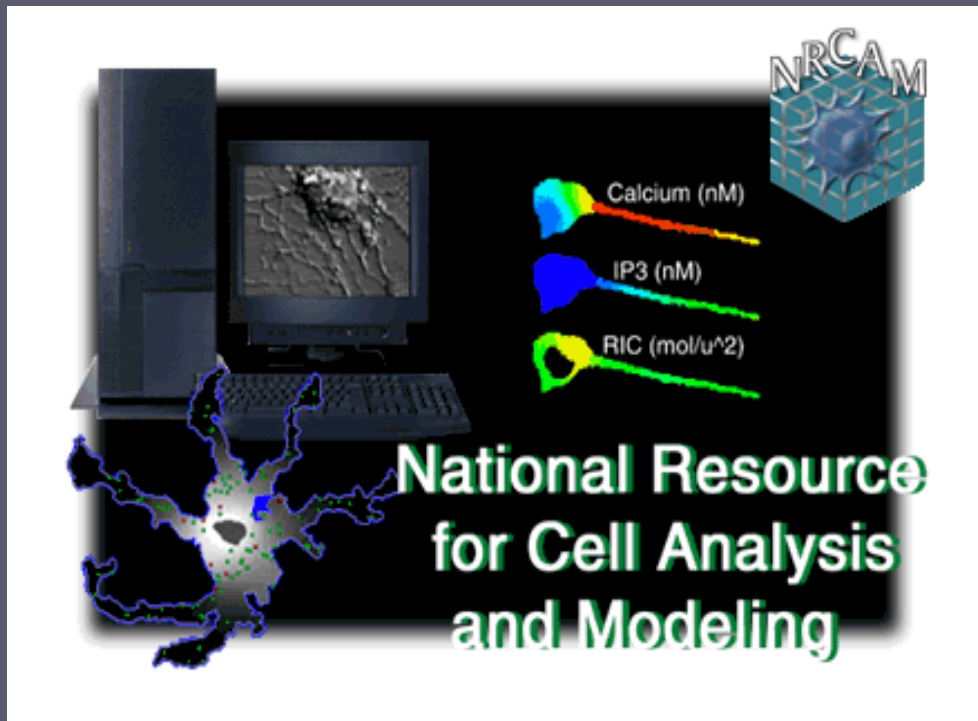 NRCAM
Calcium (nM)
IP3 (nM)
RIC (mol/u^2)
National Resource
for Cell Analysis
and Modeling